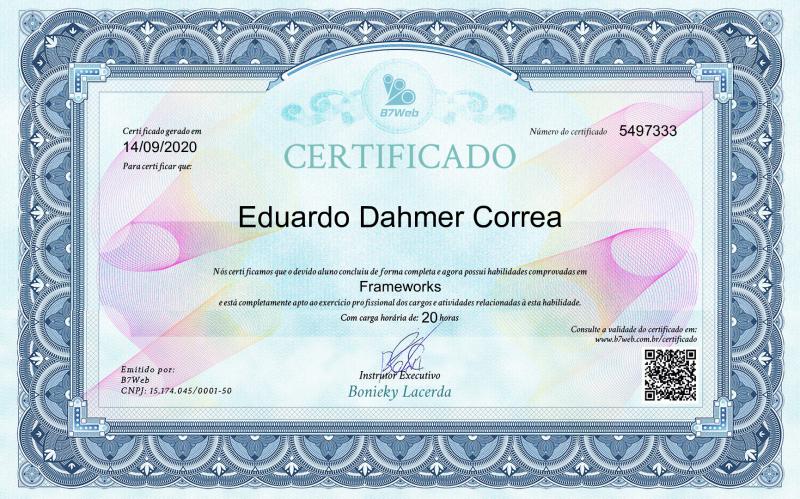 B7Web
Certificado gerado em
14/09/2020
Para certificar que:
Número do certificado 5497333
CERTIFICADO
Eduardo Dahmer Correa
Nós certificamos que o devido aluno concluiu de forma completa e agora possui habilidades comprovadas em
Frameworks
e está completamente apto ao exercício profissional dos cargos e atividades relacionadas à esta habilidade.
Com carga horária de: 20 horas
Consulte a validade do certificado em:
www.b7web.com.br/certificado
Emitido por:
B7Web
CNPJ: 15.174.045/0001-50
Instrutor Executivo
Bonieky Lacerda